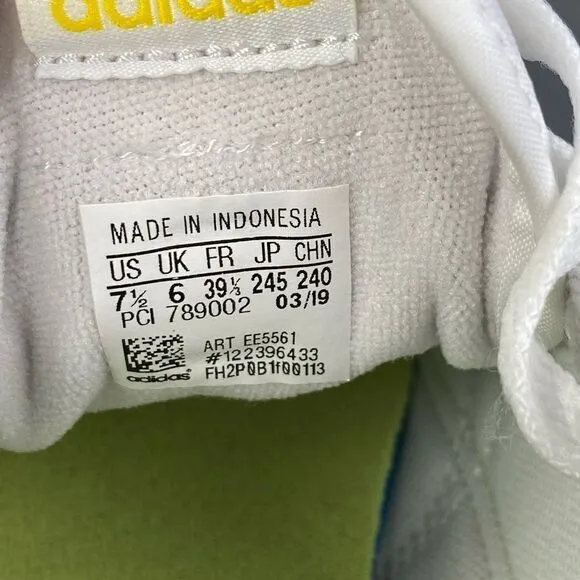 adidas
MADE IN INDONESIA
US UK FR JP CHN
7½ 6 39⅓ 245 240
PCI 789002 03/19
ART EE5561
#122396433
adidas® FH2P0B1f00113